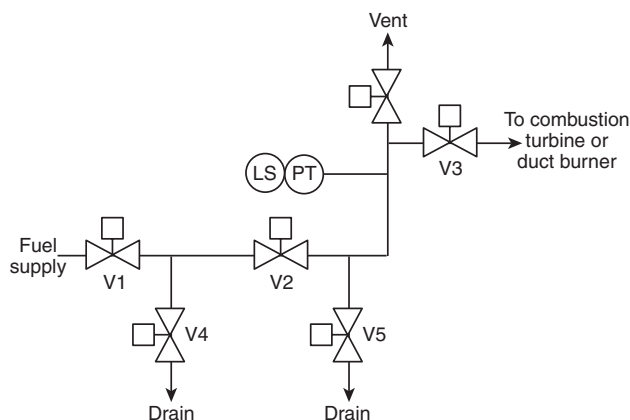 Vent
To combustion
turbine or
duct burner
V3
LS PT
Fuel
supply
V1
V2
V4
V5
Drain
Drain